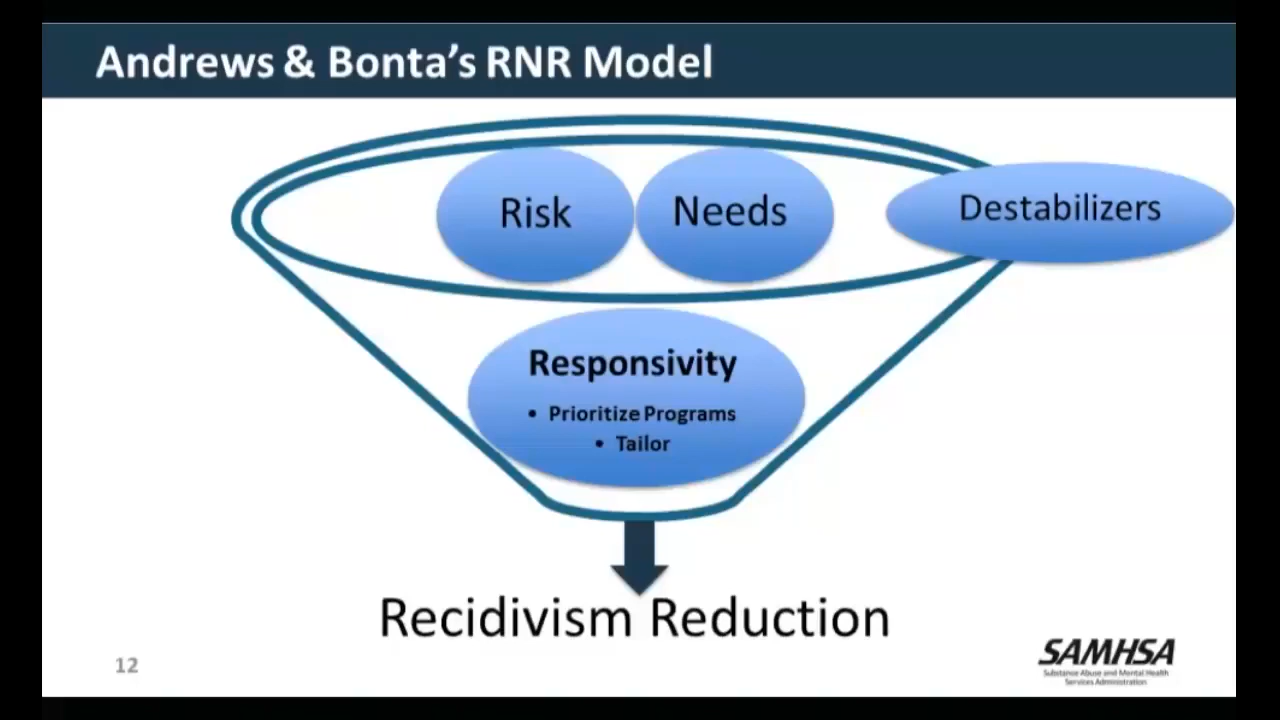 Andrews & Bonta's RNR Model
Risk
Needs
Destabilizers
Responsivity
• Prioritize Programs
• Tailor
Recidivism Reduction
12
SAMHSA
Substance Abuse and Mental Health
Services Administration